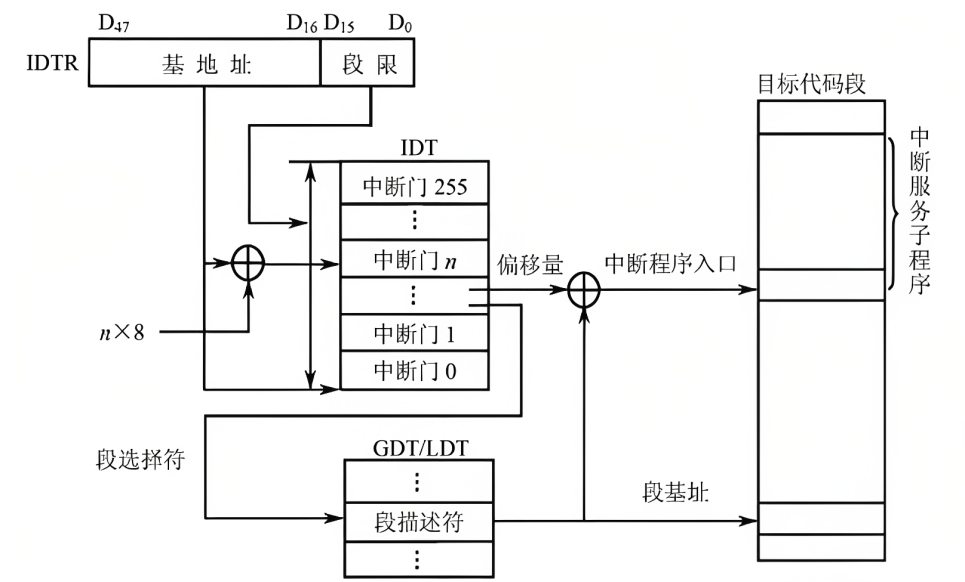 D₄₇ D₁₆ D₁₅ D₀
IDTR 基地址 段限
目标代码段
IDT
中断门 255
⋮
中断门 n
⋮
中断门 1
中断门 0
n×8
偏移量
中断程序入口
中断服务子程序
段选择符
GDT/LDT
⋮
段描述符
⋮
段基址